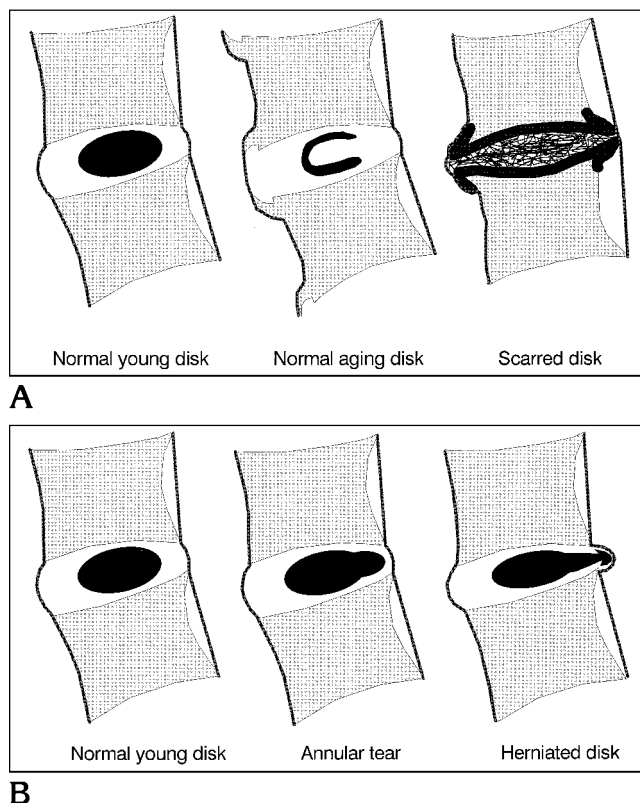 Normal young disk Normal aging disk Scarred disk
A
Normal young disk Annular tear Herniated disk
B